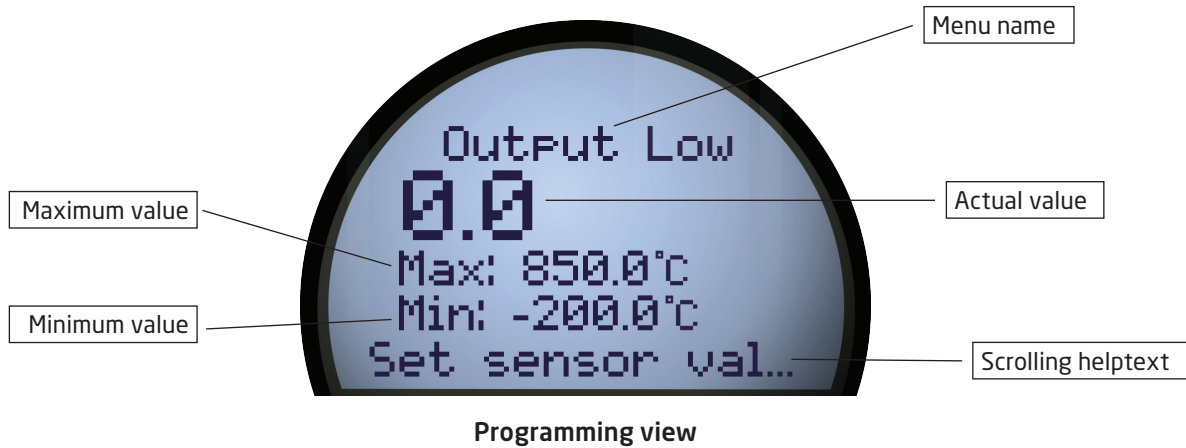 Menu name
Output Low
0.0
Actual value
Maximum value
Max: 850.0°C
Minimum value
Min: -200.0°C
Set sensor val...
Scrolling helptext
Programming view